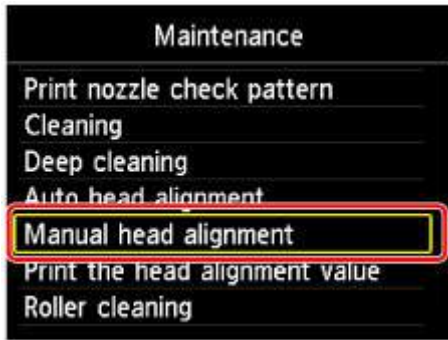 Maintenance
Print nozzle check pattern
Cleaning
Deep cleaning
Auto head alignment
Manual head alignment
Print the head alignment value
Roller cleaning